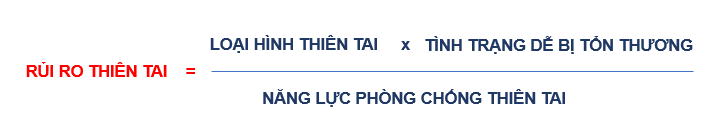 LOẠI HÌNH THIÊN TAI x TÌNH TRẠNG DỄ BỊ TỔN THƯƠNG
RỦI RO THIÊN TAI =
NĂNG LỰC PHÒNG CHỐNG THIÊN TAI